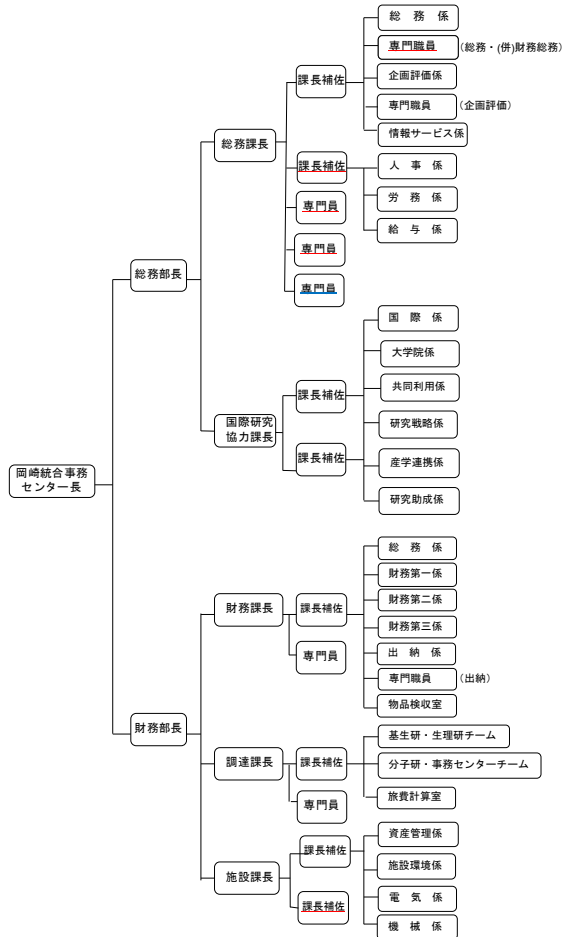 総　務　係
専門職員
(総務・(併)財務総務)
課長補佐
企画評価係
専門職員
(企画評価)
情報サービス係
総務課長
課長補佐
人　事　係
労　務　係
専門員
給　与　係
専門員
総務部長
専門員
国　際　係
大学院係
課長補佐
共同利用係
国際研究
協力課長
研究戦略係
課長補佐
産学連携係
岡崎統合事務
センター長
研究助成係
総　務　係
財務第一係
財務課長
課長補佐
財務第二係
財務第三係
専門員
出　納　係
専門職員
(出納)
物品検収室
財務部長
基生研・生理研チーム
調達課長
課長補佐
分子研・事務センターチーム
専門員
旅費計算室
資産管理係
課長補佐
施設環境係
施設課長
電　気　係
課長補佐
機　械　係